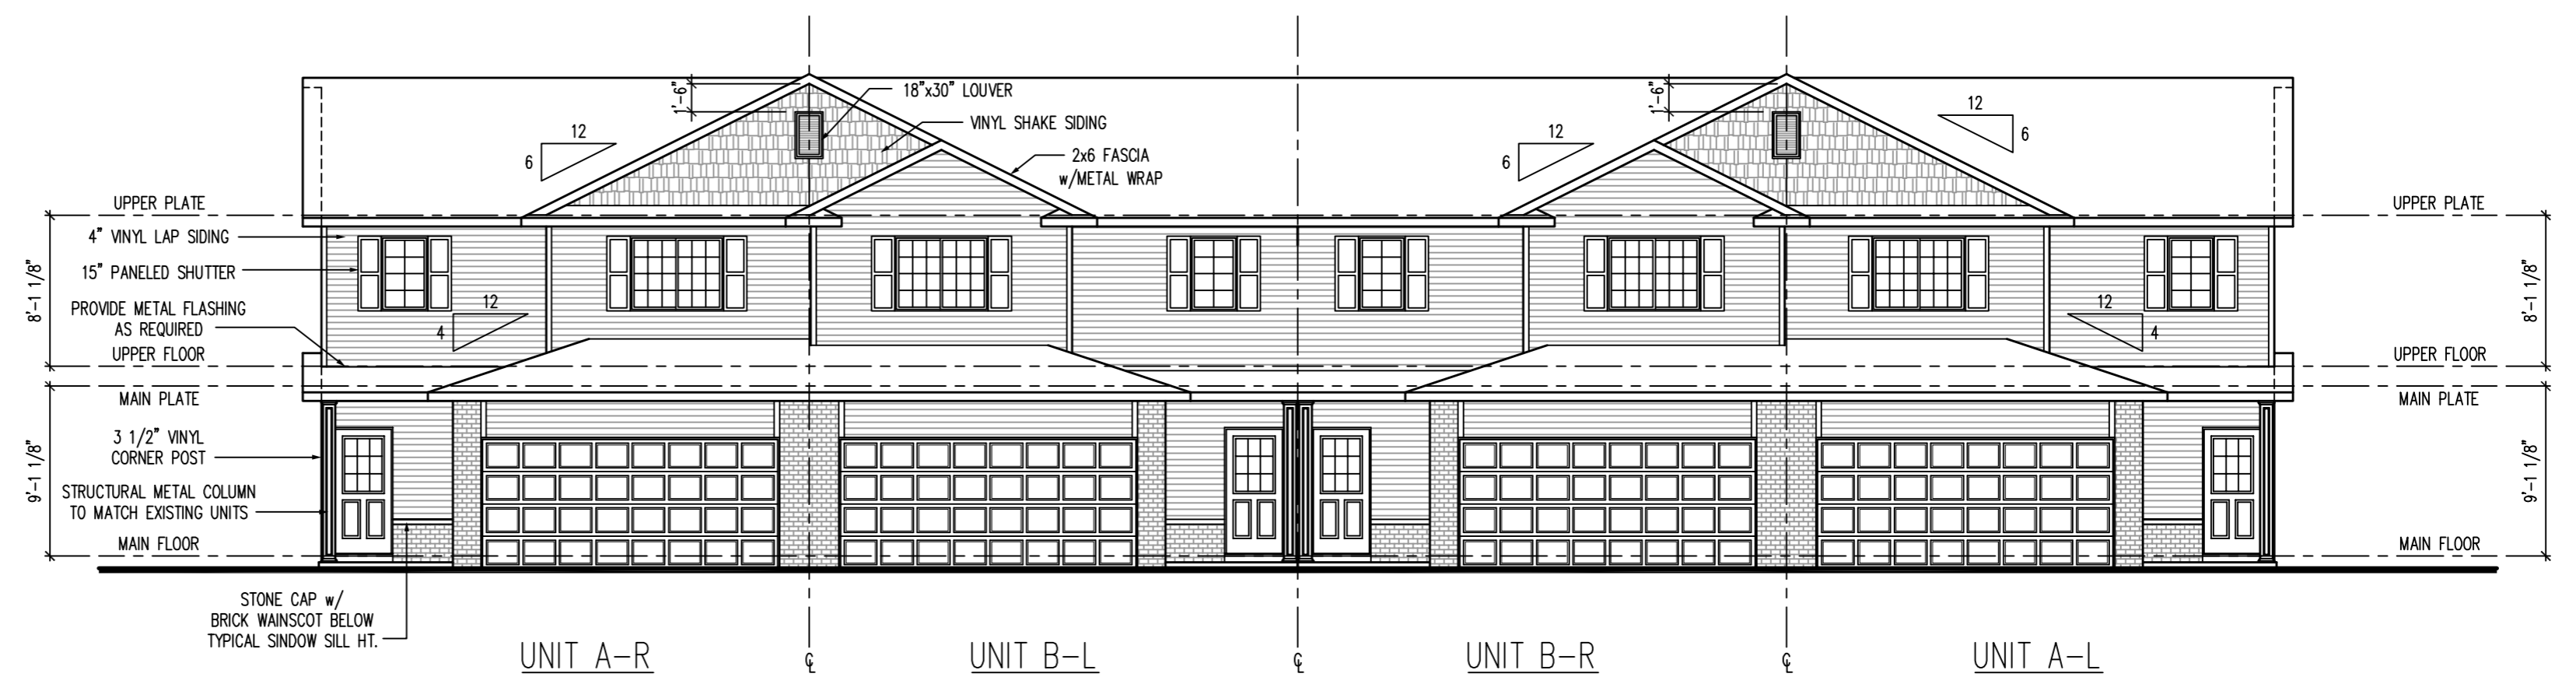 1'-6"
18"x30" LOUVER
VINYL SHAKE SIDING
2x6 FASCIA
w/METAL WRAP
12
6
12
6
1'-6"
12
6
UPPER PLATE
4" VINYL LAP SIDING
15" PANELED SHUTTER
8'-1 1/8"
PROVIDE METAL FLASHING
AS REQUIRED
12
4
UPPER FLOOR
MAIN PLATE
3 1/2" VINYL
CORNER POST
9'-1 1/8"
STRUCTURAL METAL COLUMN
TO MATCH EXISTING UNITS
MAIN FLOOR
STONE CAP w/
BRICK WAINSCOT BELOW
TYPICAL SINDOW SILL HT.
UPPER PLATE
8'-1 1/8"
12
4
UPPER FLOOR
MAIN PLATE
9'-1 1/8"
MAIN FLOOR
UNIT A-R
℄
UNIT B-L
℄
UNIT B-R
℄
UNIT A-L